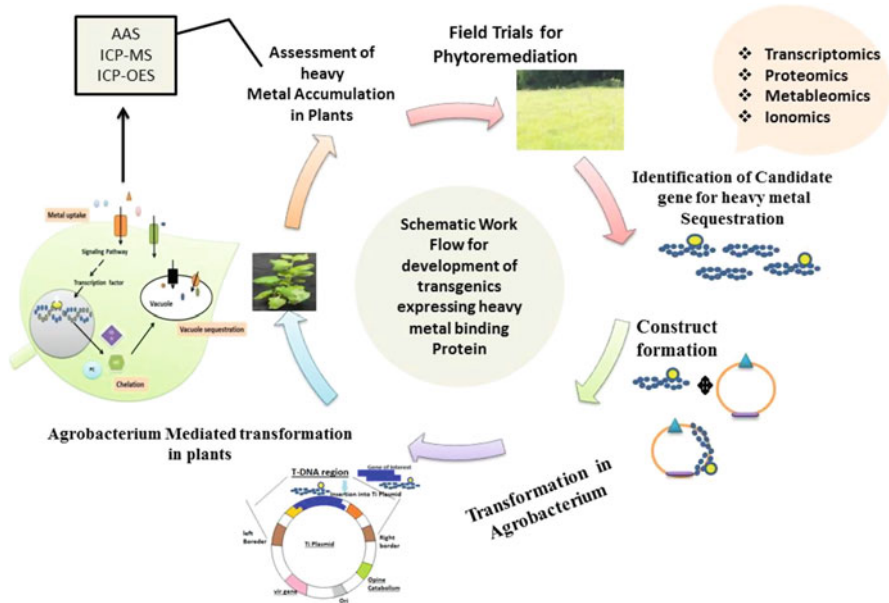 AAS
ICP-MS
ICP-OES
Assessment of
heavy
Metal Accumulation
in Plants
Field Trials for
Phytoremediation
❖ Transcriptomics
❖ Proteomics
❖ Metableomics
❖ Ionomics
Identification of Candidate
gene for heavy metal
Sequestration
Construct
formation
Transformation in
Agrobacterium
Agrobacterium Mediated transformation
in plants
T-DNA region
Gene of Interest
Insertion into Ti Plasmid
left
Boreder
Ti Plasmid
Right
border
vir gene
Ori
Opine
Catabolism
Metal uptake
Signaling Pathway
Transcription factor
Vacuole
Vacuole sequestration
PC
Chelation
Schematic Work
Flow for
development of
transgenics
expressing heavy
metal binding
Protein